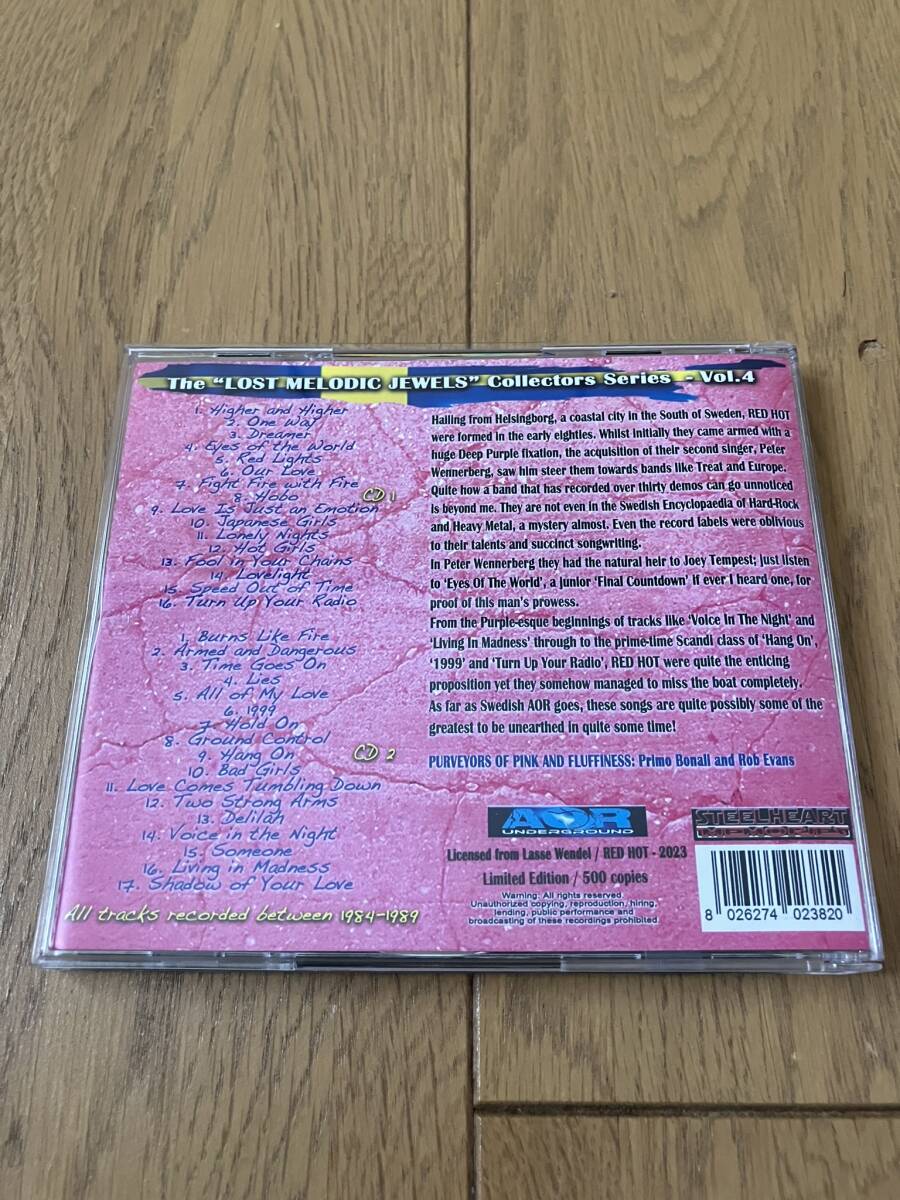 The "LOST MELODIC JEWELS" Collectors Series - Vol.4
1. Higher and Higher
2. One Way
3. Dreamer
4. Eyes of the World
5. Red Lights
6. Our Love
7. Fight Fire with Fire
8. Hobo
CD 1
9. Love Is Just an Emotion
10. Japanese Girls
11. Lonely Nights
12. Hot Girls
13. Fool in Your Chains
14. Lovelight
15. Speed Out of Time
16. Turn Up Your Radio
1. Burns Like Fire
2. Armed and Dangerous
3. Time Goes On
4. Lies
5. All of My Love
6. 1999
7. Hold On
8. Ground Control
9. Hang On
CD 2
10. Bad Girls
11. Love Comes Tumbling Down
12. Two Strong Arms
13. Delilah
14. Voice in the Night
15. Someone
16. Living in Madness
17. Shadow of Your Love
All tracks recorded between 1984-1989
Hailing from Helsingborg, a coastal city in the South of Sweden, RED HOT
were formed in the early eighties. Whilst initially they came armed with a
huge Deep Purple fixation, the acquisition of their second singer, Peter
Wennerberg, saw him steer them towards bands like Treat and Europe.
Quite how a band that has recorded over thirty demos can go unnoticed
is beyond me. They are not even in the Swedish Encyclopaedia of Hard-Rock
and Heavy Metal, a mystery almost. Even the record labels were oblivious
to their talents and succinct songwriting.
In Peter Wennerberg they had the natural heir to Joey Tempest; just listen
to 'Eyes Of The World', a junior 'Final Countdown' if ever I heard one, for
proof of this man's prowess.
From the Purple-esque beginnings of tracks like 'Voice In The Night' and
'Living In Madness' through to the prime-time Scandi class of 'Hang On',
'1999' and 'Turn Up Your Radio', RED HOT were quite the enticing
proposition yet they somehow managed to miss the boat completely.
As far as Swedish AOR goes, these songs are quite possibly some of the
greatest to be unearthed in quite some time!
PURVEYORS OF PINK AND FLUFFINESS: Primo Bonali and Rob Evans
AOR
UNDERGROUND
STEELHEART
MEMORIES
Licensed from Lasse Wendel / RED HOT - 2023
Limited Edition / 500 copies
Warning: All rights reserved.
Unauthorized copying, reproduction, hiring,
lending, public performance and
broadcasting of these recordings prohibited.
8 026274 023820